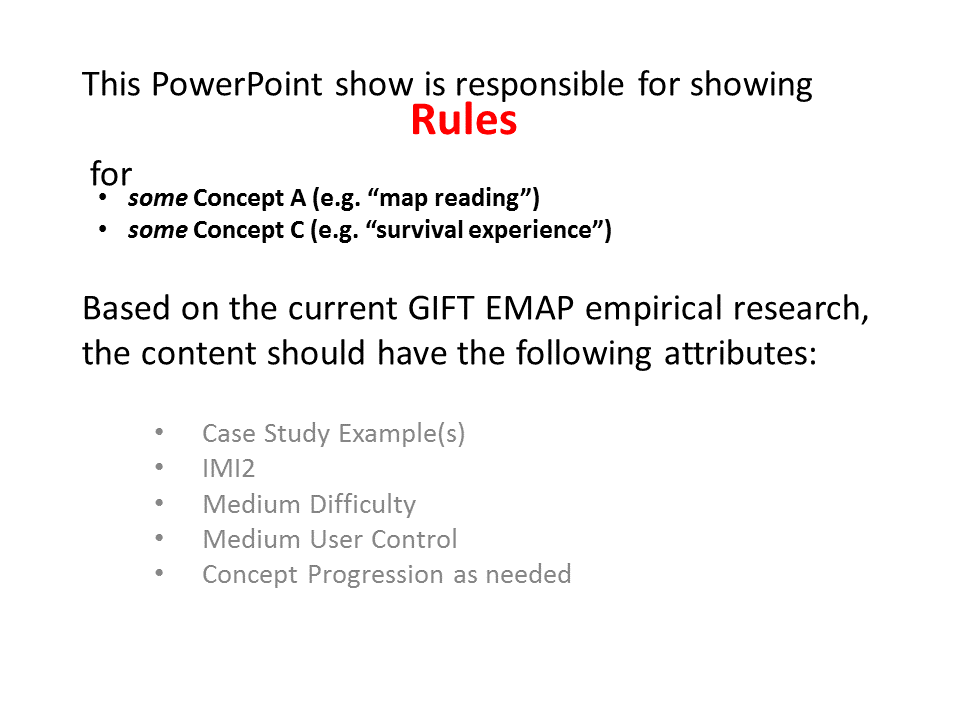 This PowerPoint show is responsible for showing
Rules
for
• some Concept A (e.g. “map reading”)
• some Concept C (e.g. “survival experience”)
Based on the current GIFT EMAP empirical research,
the content should have the following attributes:
• Case Study Example(s)
• IMI2
• Medium Difficulty
• Medium User Control
• Concept Progression as needed